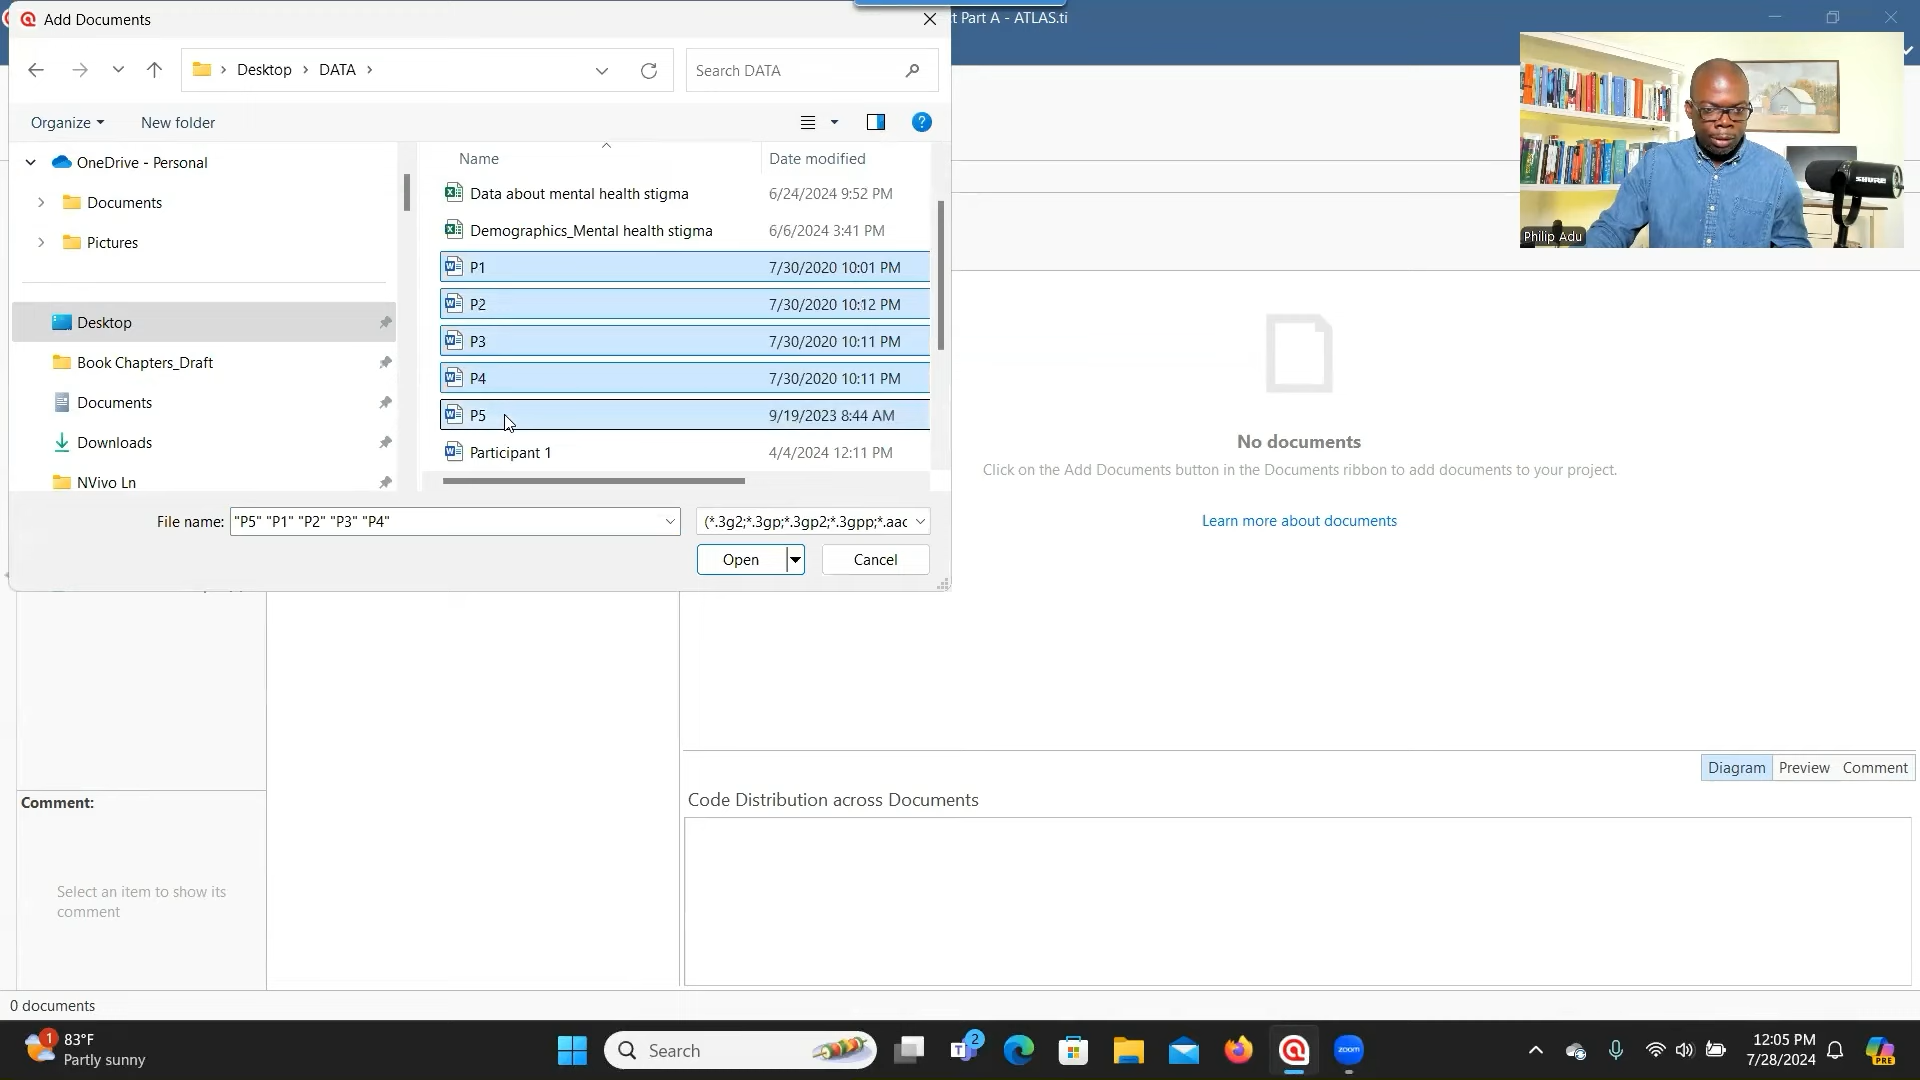 Add Documents
t Part A - ATLAS.ti
Desktop
DATA
Search DATA
Organize
New folder
OneDrive - Personal
Documents
Pictures
Desktop
Book Chapters_Draft
Documents
Downloads
NVivo Ln
Name
Date modified
Data about mental health stigma
6/24/2024 9:52 PM
Demographics_Mental health stigma
6/6/2024 3:41 PM
P1
7/30/2020 10:01 PM
P2
7/30/2020 10:12 PM
P3
7/30/2020 10:11 PM
P4
7/30/2020 10:11 PM
P5
9/19/2023 8:44 AM
Participant 1
4/4/2024 12:11 PM
File name:
"P5" "P1" "P2" "P3" "P4"
(*.3g2;*.3gp;*.3gp2;*.3gpp;*.aac
Open
Cancel
SHURE
Philip Adu
No documents
Click on the Add Documents button in the Documents ribbon to add documents to your project.
Learn more about documents
Diagram
Preview
Comment
Code Distribution across Documents
Comment:
Select an item to show its
comment
0 documents
1
83°F
Partly sunny
Search
2
zoom
12:05 PM
7/28/2024
PRE